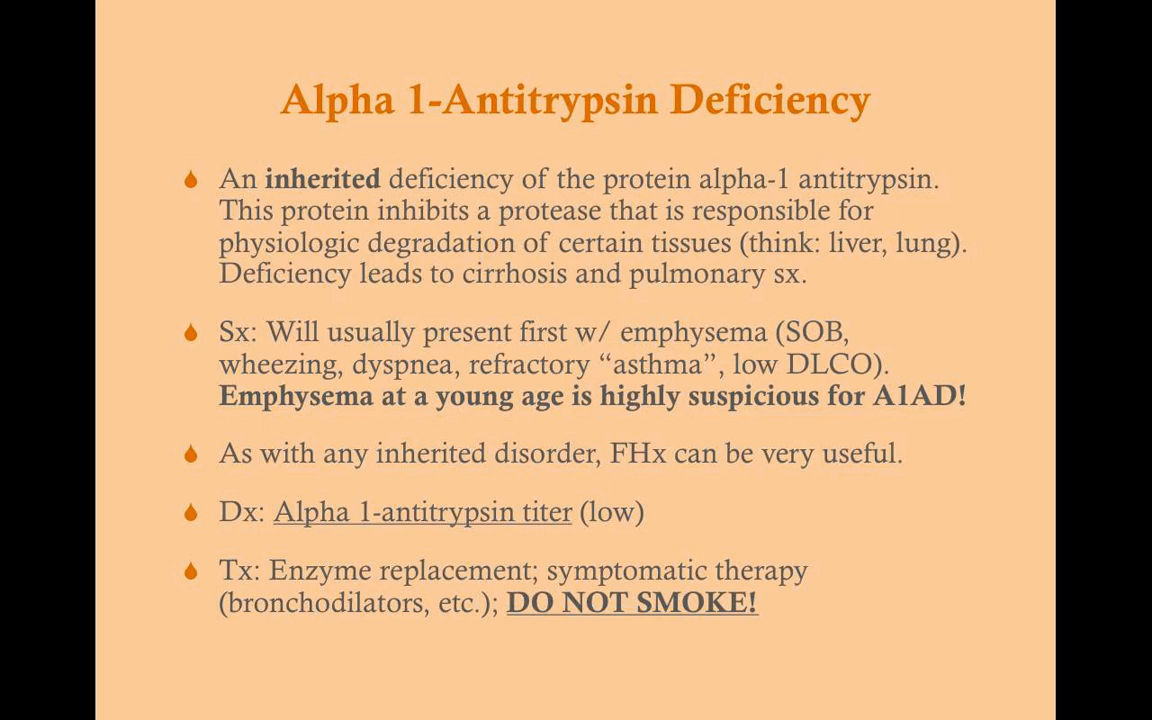 Alpha 1-Antitrypsin Deficiency
An inherited deficiency of the protein alpha-1 antitrypsin.
This protein inhibits a protease that is responsible for
physiologic degradation of certain tissues (think: liver, lung).
Deficiency leads to cirrhosis and pulmonary sx.
Sx: Will usually present first w/ emphysema (SOB,
wheezing, dyspnea, refractory “asthma”, low DLCO).
Emphysema at a young age is highly suspicious for A1AD!
As with any inherited disorder, FHx can be very useful.
Dx: Alpha 1-antitrypsin titer (low)
Tx: Enzyme replacement; symptomatic therapy
(bronchodilators, etc.); DO NOT SMOKE!